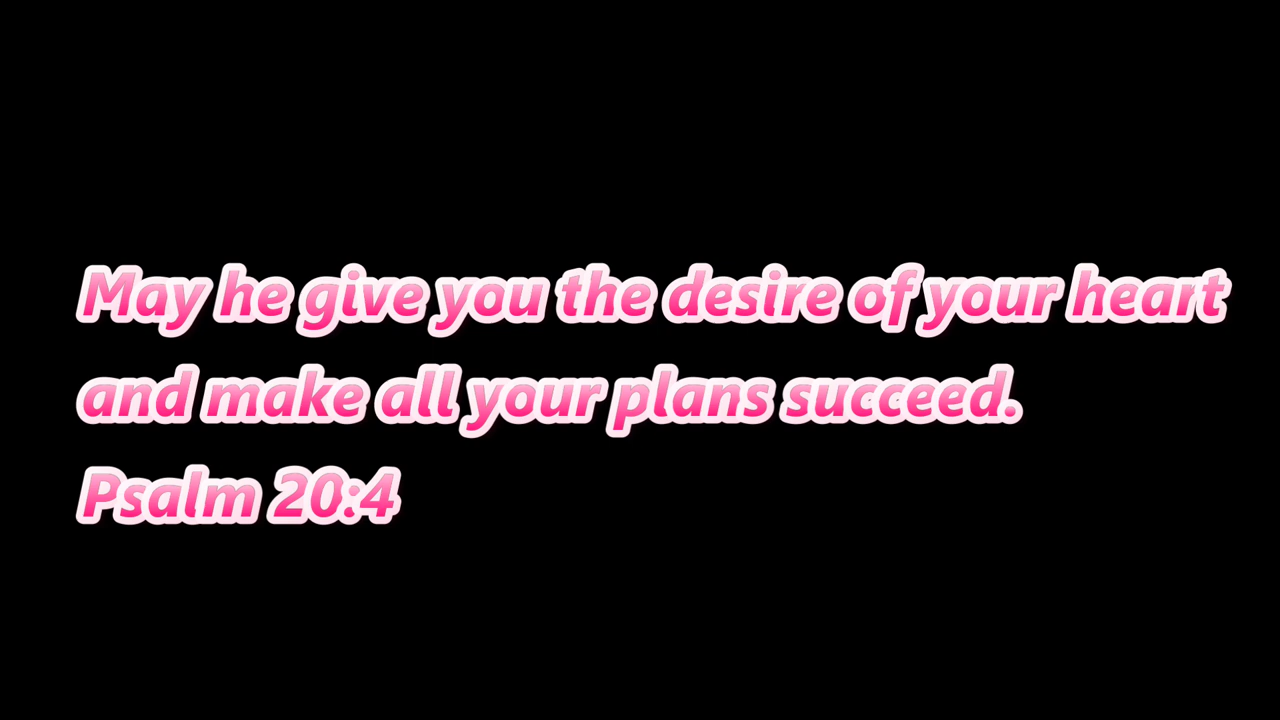 May he give you the desire of your heart
and make all your plans succeed.
Psalm 20:4